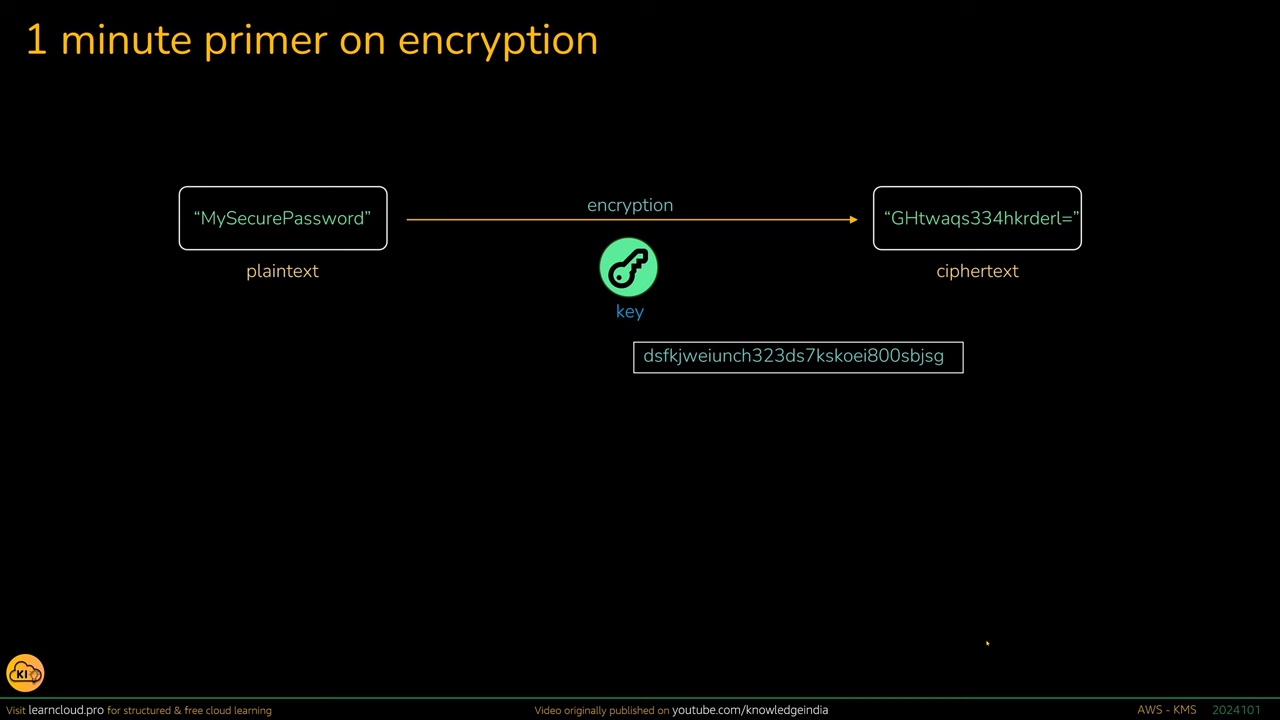 1 minute primer on encryption
“MySecurePassword”
encryption
“GHtwaqs334hkrderl=”
plaintext
ciphertext
key
dsfkjweiunch323ds7kskoei800sbjsg
KI
Visit learncloud.pro for structured & free cloud learning
Video originally published on youtube.com/knowledgeindia
AWS - KMS
2024101